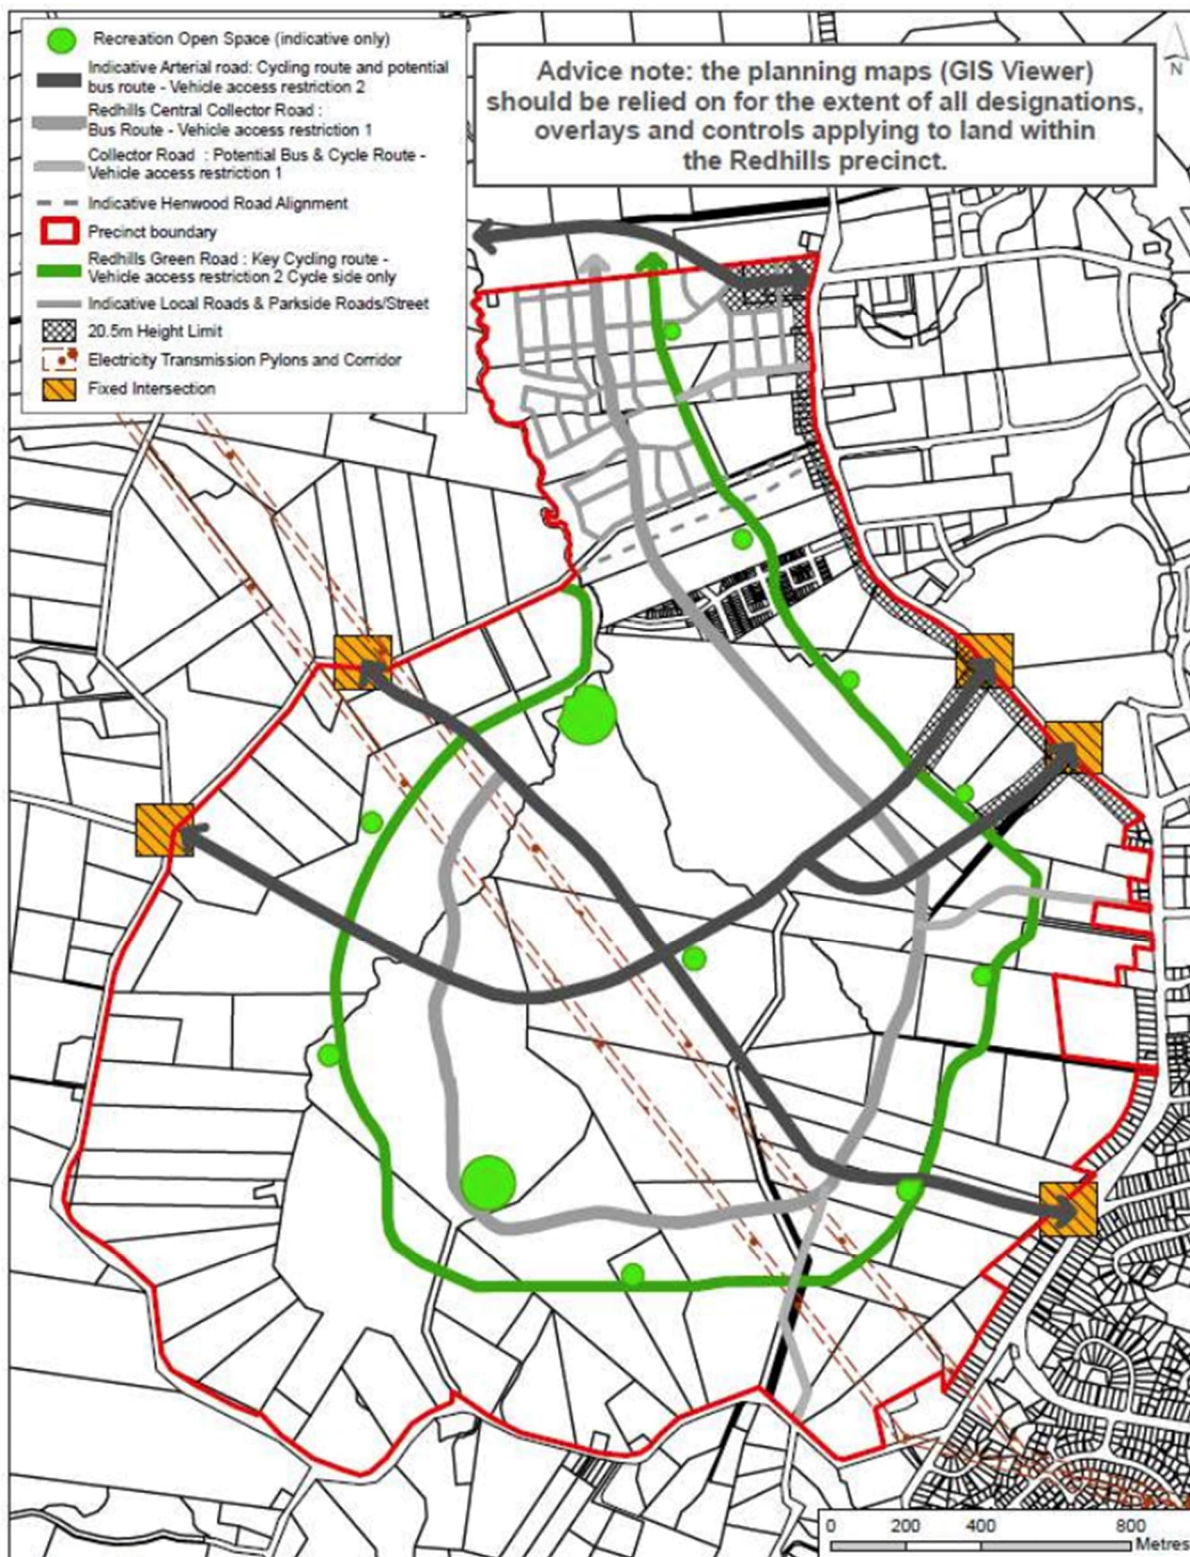 Recreation Open Space (indicative only)
Indicative Arterial road: Cycling route and potential
bus route - Vehicle access restriction 2
Redhills Central Collector Road :
Bus Route - Vehicle access restriction 1
Collector Road : Potential Bus & Cycle Route -
Vehicle access restriction 1
Indicative Henwood Road Alignment
Precinct boundary
Redhills Green Road : Key Cycling route -
Vehicle access restriction 2 Cycle side only
Indicative Local Roads & Parkside Roads/Street
20.5m Height Limit
Electricity Transmission Pylons and Corridor
Fixed Intersection
Advice note: the planning maps (GIS Viewer)
should be relied on for the extent of all designations,
overlays and controls applying to land within
the Redhills precinct.
N
0 200 400 800
Metres